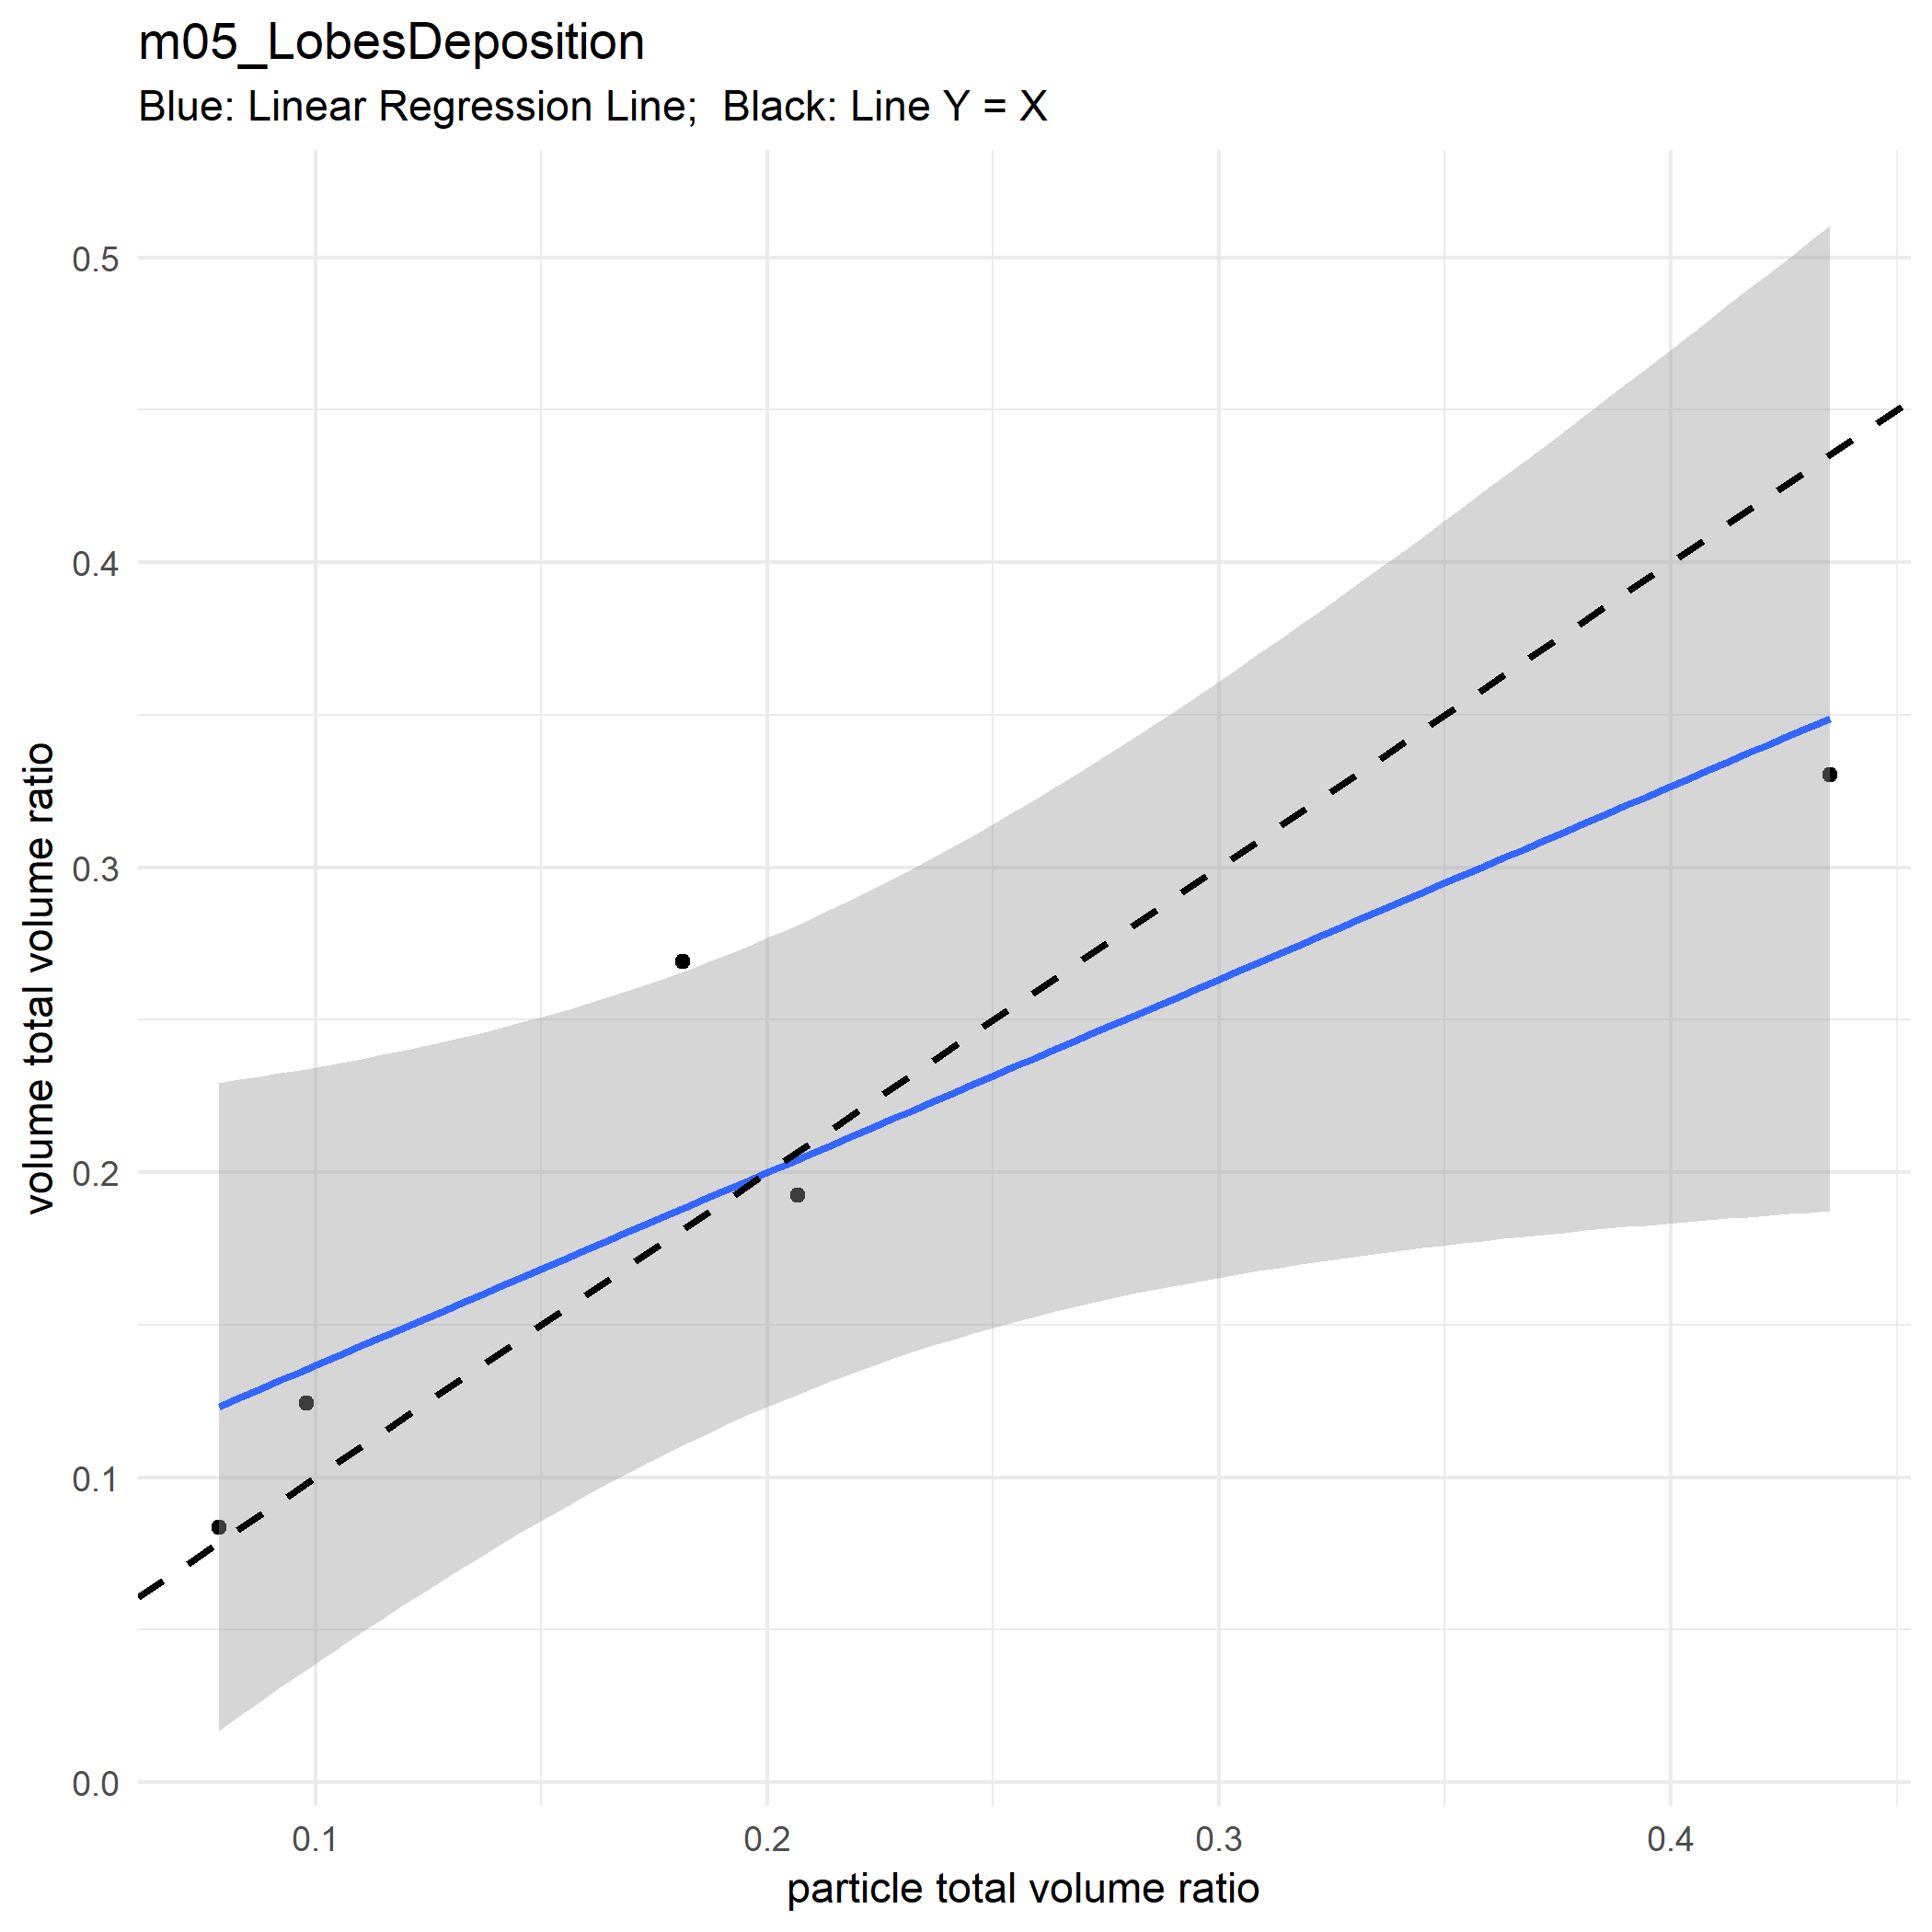 m05_LobesDeposition
Blue: Linear Regression Line;  Black: Line Y = X
0.5
0.4
0.3
0.2
0.1
0.0
volume total volume ratio
0.1
0.2
0.3
0.4
particle total volume ratio